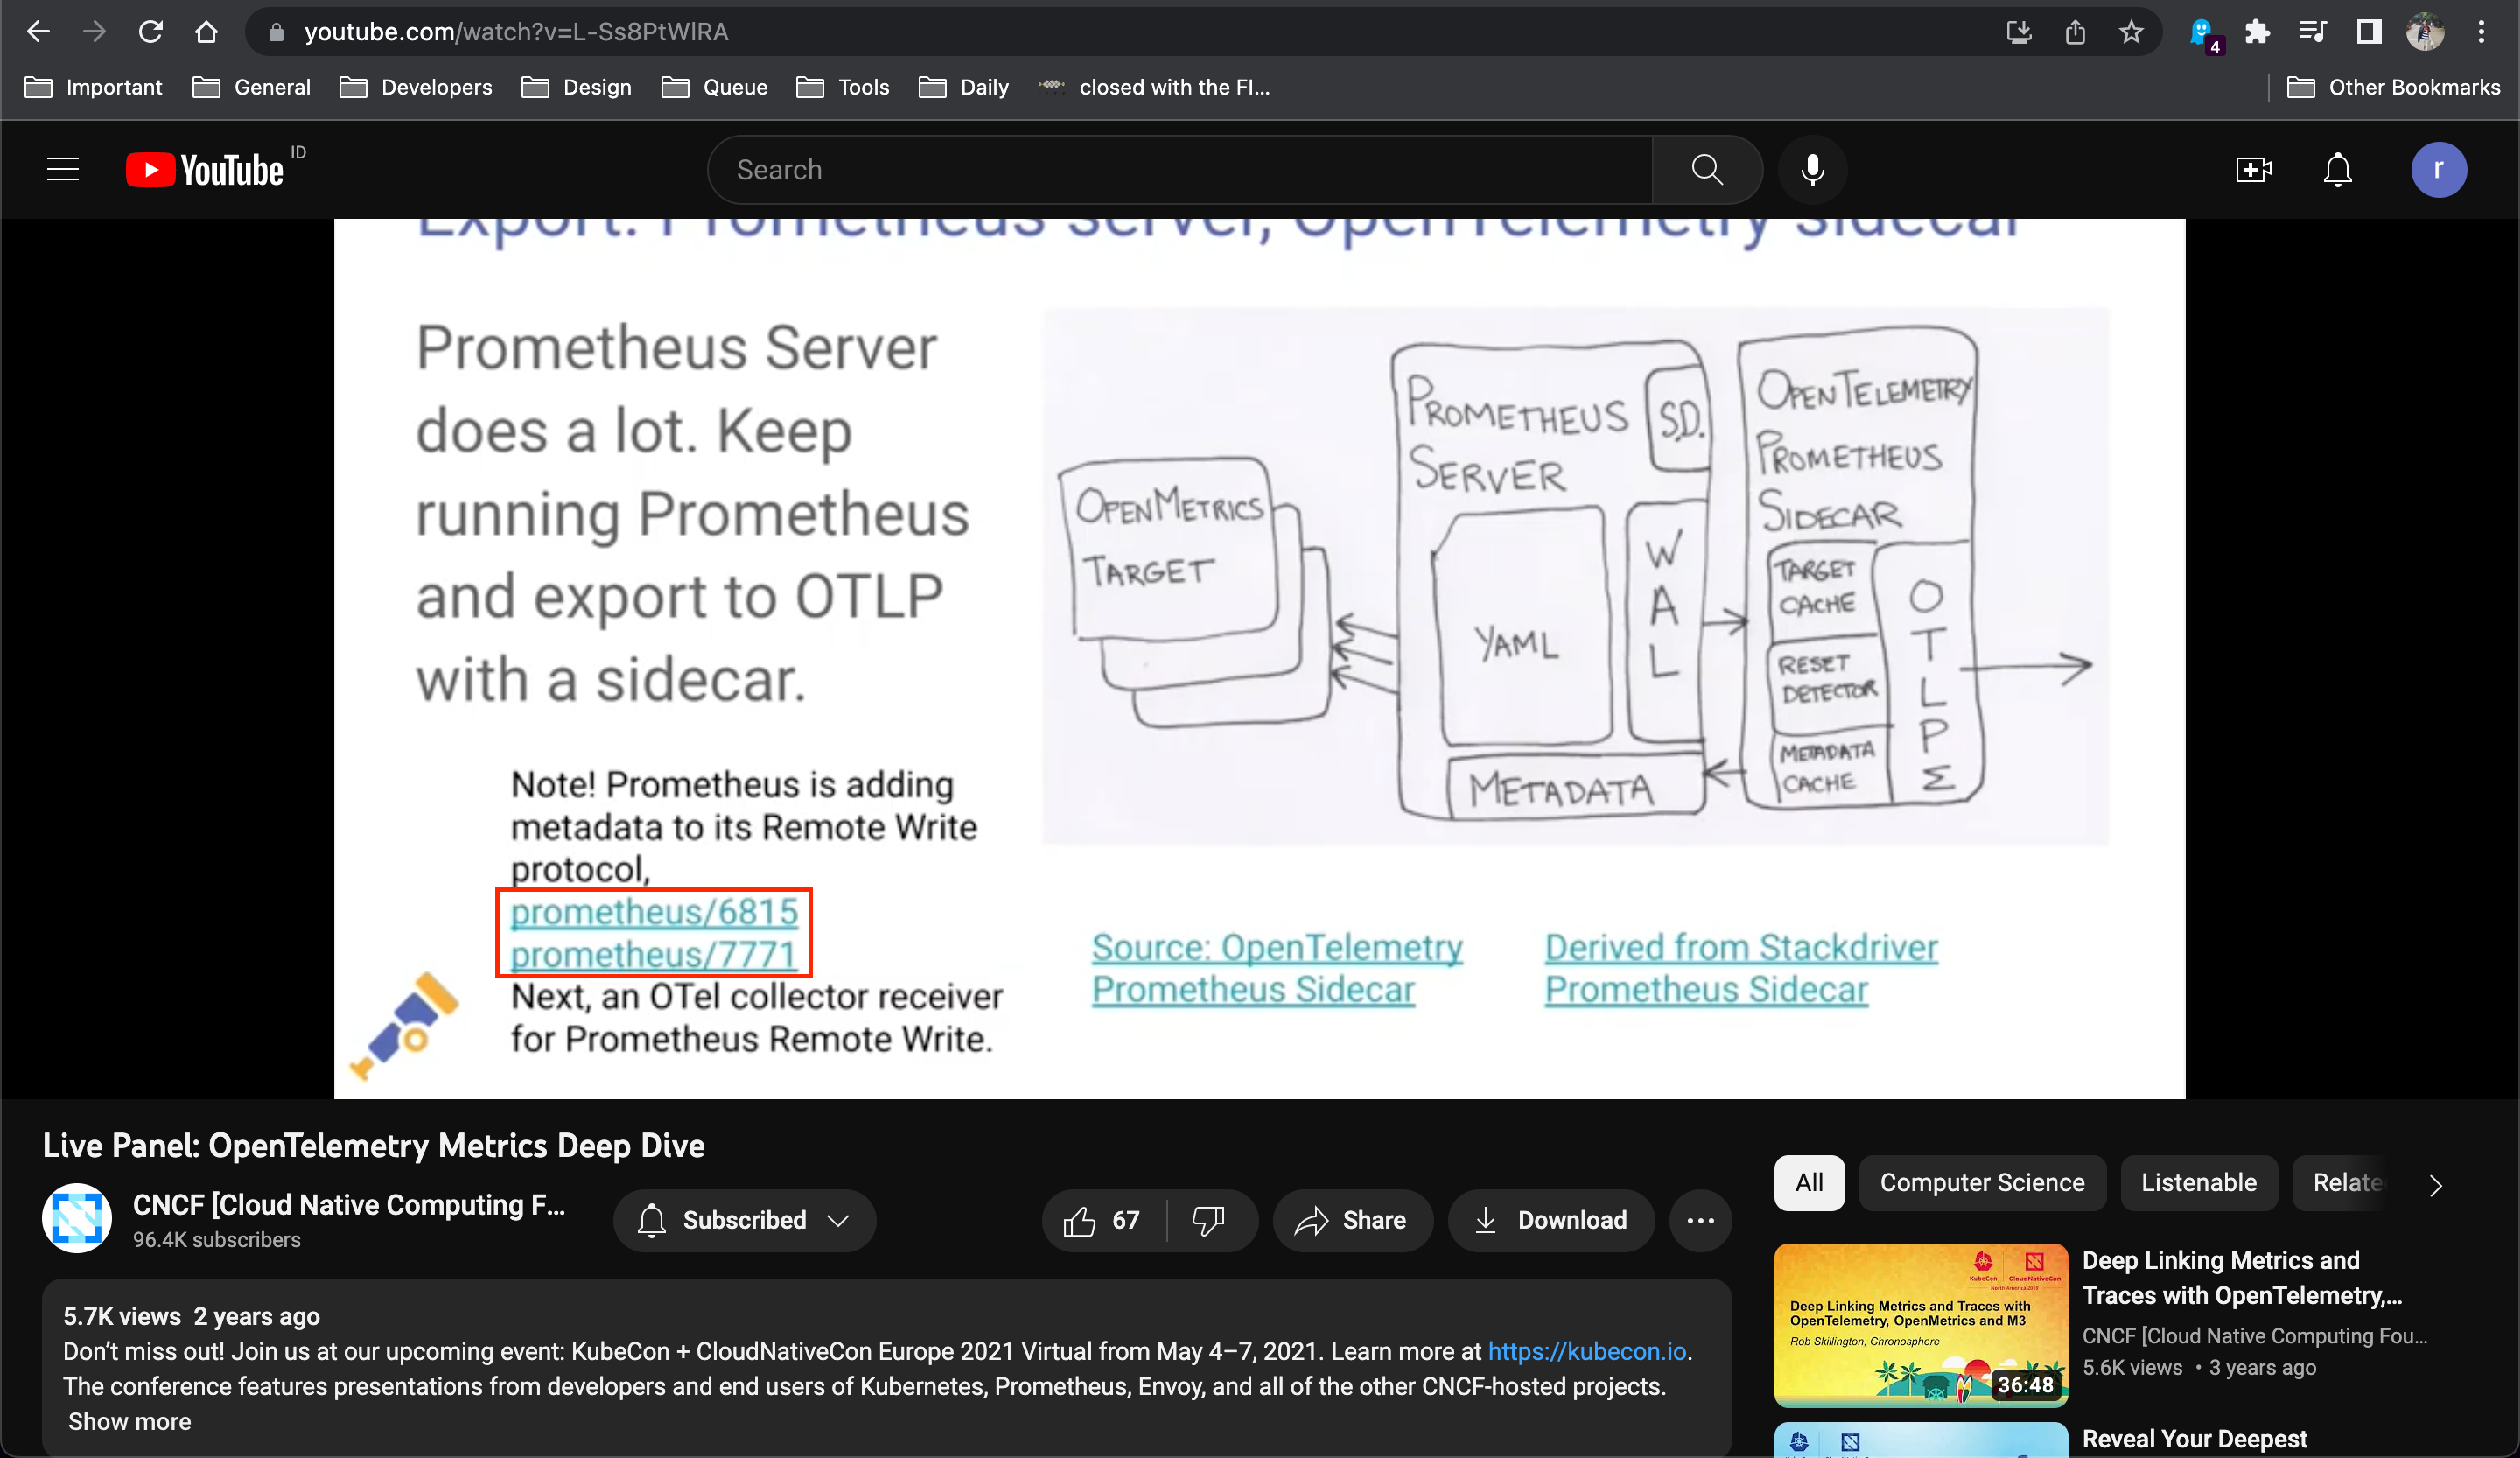 youtube.com/watch?v=L-Ss8PtWlRA
4
Important
General
Developers
Design
Queue
Tools
Daily
closed with the FI...
Other Bookmarks
YouTube
ID
Search
r
Export: Prometheus server, OpenTelemetry sidecar
Prometheus Server
does a lot. Keep
running Prometheus
and export to OTLP
with a sidecar.
Note! Prometheus is adding
metadata to its Remote Write
protocol,
prometheus/6815
prometheus/7771
Next, an OTel collector receiver
for Prometheus Remote Write.
OPENMETRICS
TARGET
PROMETHEUS
SERVER
S.D.
YAML
WAL
METADATA
OPENTELEMETRY
PROMETHEUS
SIDECAR
TARGET
CACHE
RESET
DETECTOR
METADATA
CACHE
OTLP
Σ
Source: OpenTelemetry
Prometheus Sidecar
Derived from Stackdriver
Prometheus Sidecar
Live Panel: OpenTelemetry Metrics Deep Dive
CNCF [Cloud Native Computing F...
96.4K subscribers
Subscribed
67
Share
Download
5.7K views 2 years ago
Don't miss out! Join us at our upcoming event: KubeCon + CloudNativeCon Europe 2021 Virtual from May 4–7, 2021. Learn more at https://kubecon.io.
The conference features presentations from developers and end users of Kubernetes, Prometheus, Envoy, and all of the other CNCF-hosted projects.
Show more
All
Computer Science
Listenable
Relate
KubeCon
CloudNativeCon
North America 2019
Deep Linking Metrics and Traces with
OpenTelemetry, OpenMetrics and M3
Rob Skillington, Chronosphere
36:48
Deep Linking Metrics and
Traces with OpenTelemetry,...
CNCF [Cloud Native Computing Fou...
5.6K views • 3 years ago
Reveal Your Deepest